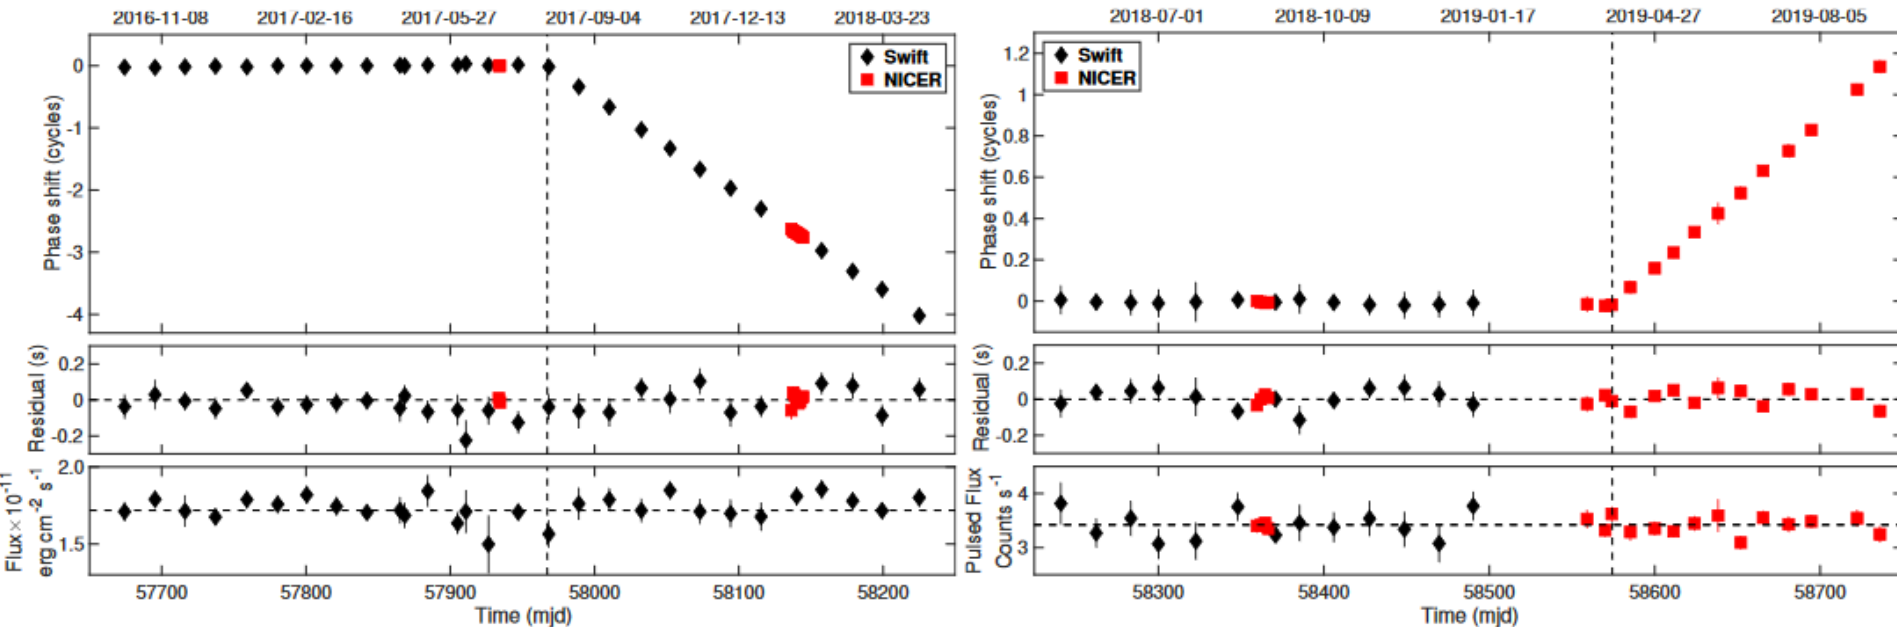 2016-11-08 2017-02-16 2017-05-27 2017-09-04 2017-12-13 2018-03-23
Phase shift (cycles)
0
-1
-2
-3
-4
Swift
NICER
Residual (s)
0.2
0
-0.2
Flux×10⁻¹¹
erg cm⁻² s⁻¹
2.0
1.5
57700 57800 57900 58000 58100 58200
Time (mjd)
2018-07-01 2018-10-09 2019-01-17 2019-04-27 2019-08-05
Phase shift (cycles)
1.2
1
0.8
0.6
0.4
0.2
0
Swift
NICER
Residual (s)
0.2
0
-0.2
Pulsed Flux
Counts s⁻¹
4
3
58300 58400 58500 58600 58700
Time (mjd)